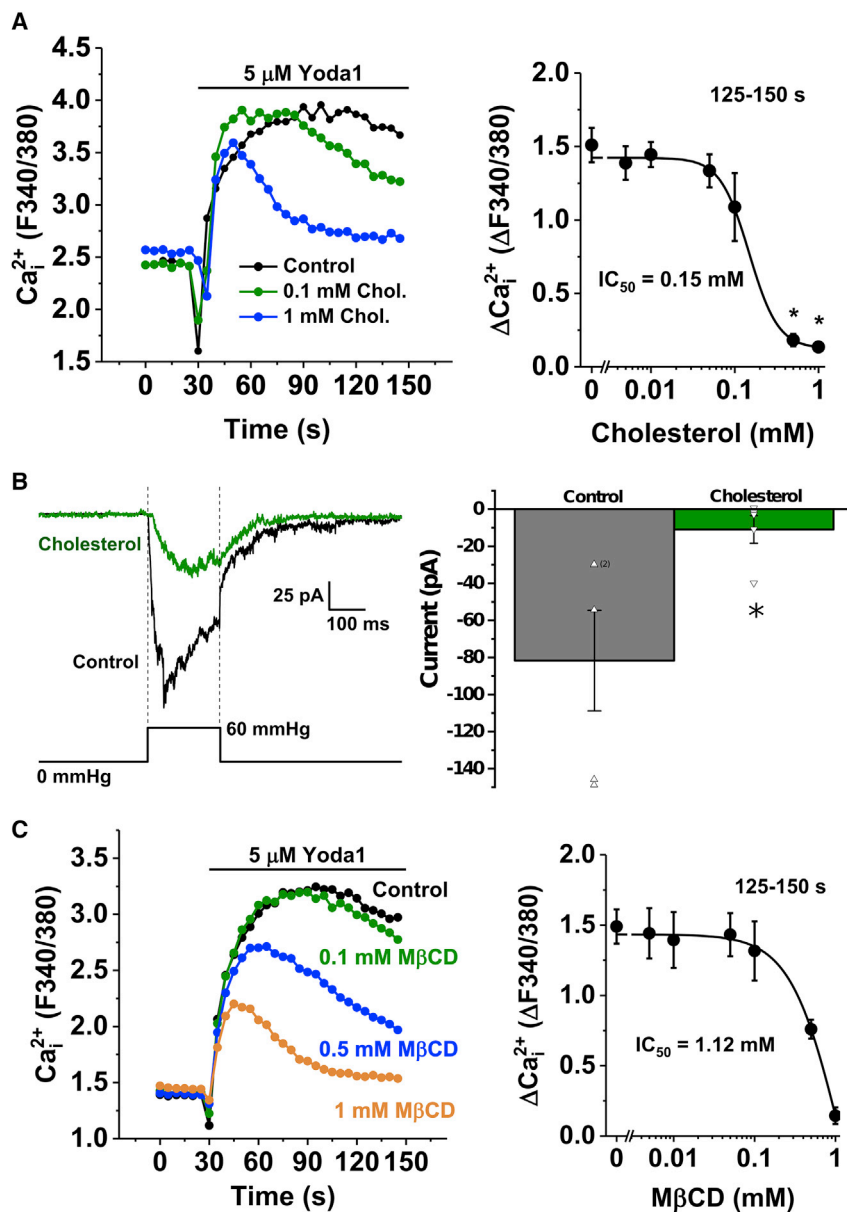 A
5 μM Yoda1
4.5
4.0
3.5
3.0
2.5
2.0
1.5
Ca²⁺ᵢ (F340/380)
Control
0.1 mM Chol.
1 mM Chol.
0 30 60 90 120 150
Time (s)
2.0
1.5
1.0
0.5
0.0
ΔCa²⁺ᵢ (ΔF340/380)
125-150 s
IC₅₀ = 0.15 mM
* *
0 0.01 0.1 1
Cholesterol (mM)
B
Cholesterol
Control
25 pA
100 ms
60 mmHg
0 mmHg
Control Cholesterol
0
-20
-40
-60
-80
-100
-120
-140
Current (pA)
(2)
*
C
5 μM Yoda1
3.5
3.0
2.5
2.0
1.5
1.0
Ca²⁺ᵢ (F340/380)
Control
0.1 mM MβCD
0.5 mM MβCD
1 mM MβCD
0 30 60 90 120 150
Time (s)
2.0
1.5
1.0
0.5
0.0
ΔCa²⁺ᵢ (ΔF340/380)
125-150 s
IC₅₀ = 1.12 mM
0 0.01 0.1 1
MβCD (mM)